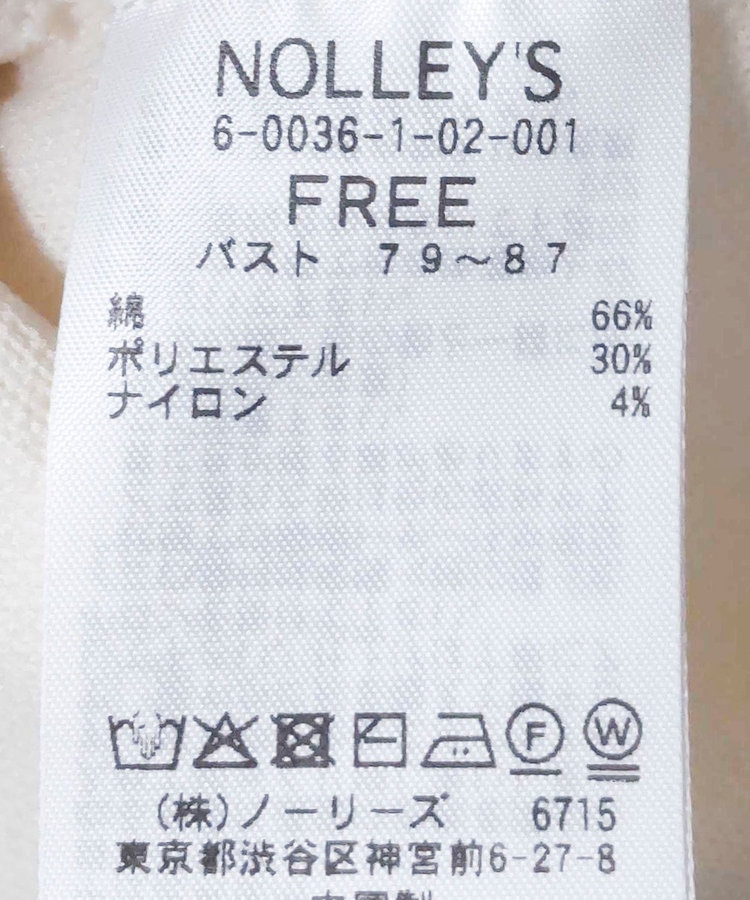 NOLLEY'S
6-0036-1-02-001
FREE
バスト 79～87
綿 66%
ポリエステル 30%
ナイロン 4%
F W
(株)ノーリーズ 6715
東京都渋谷区神宮前6-27-8